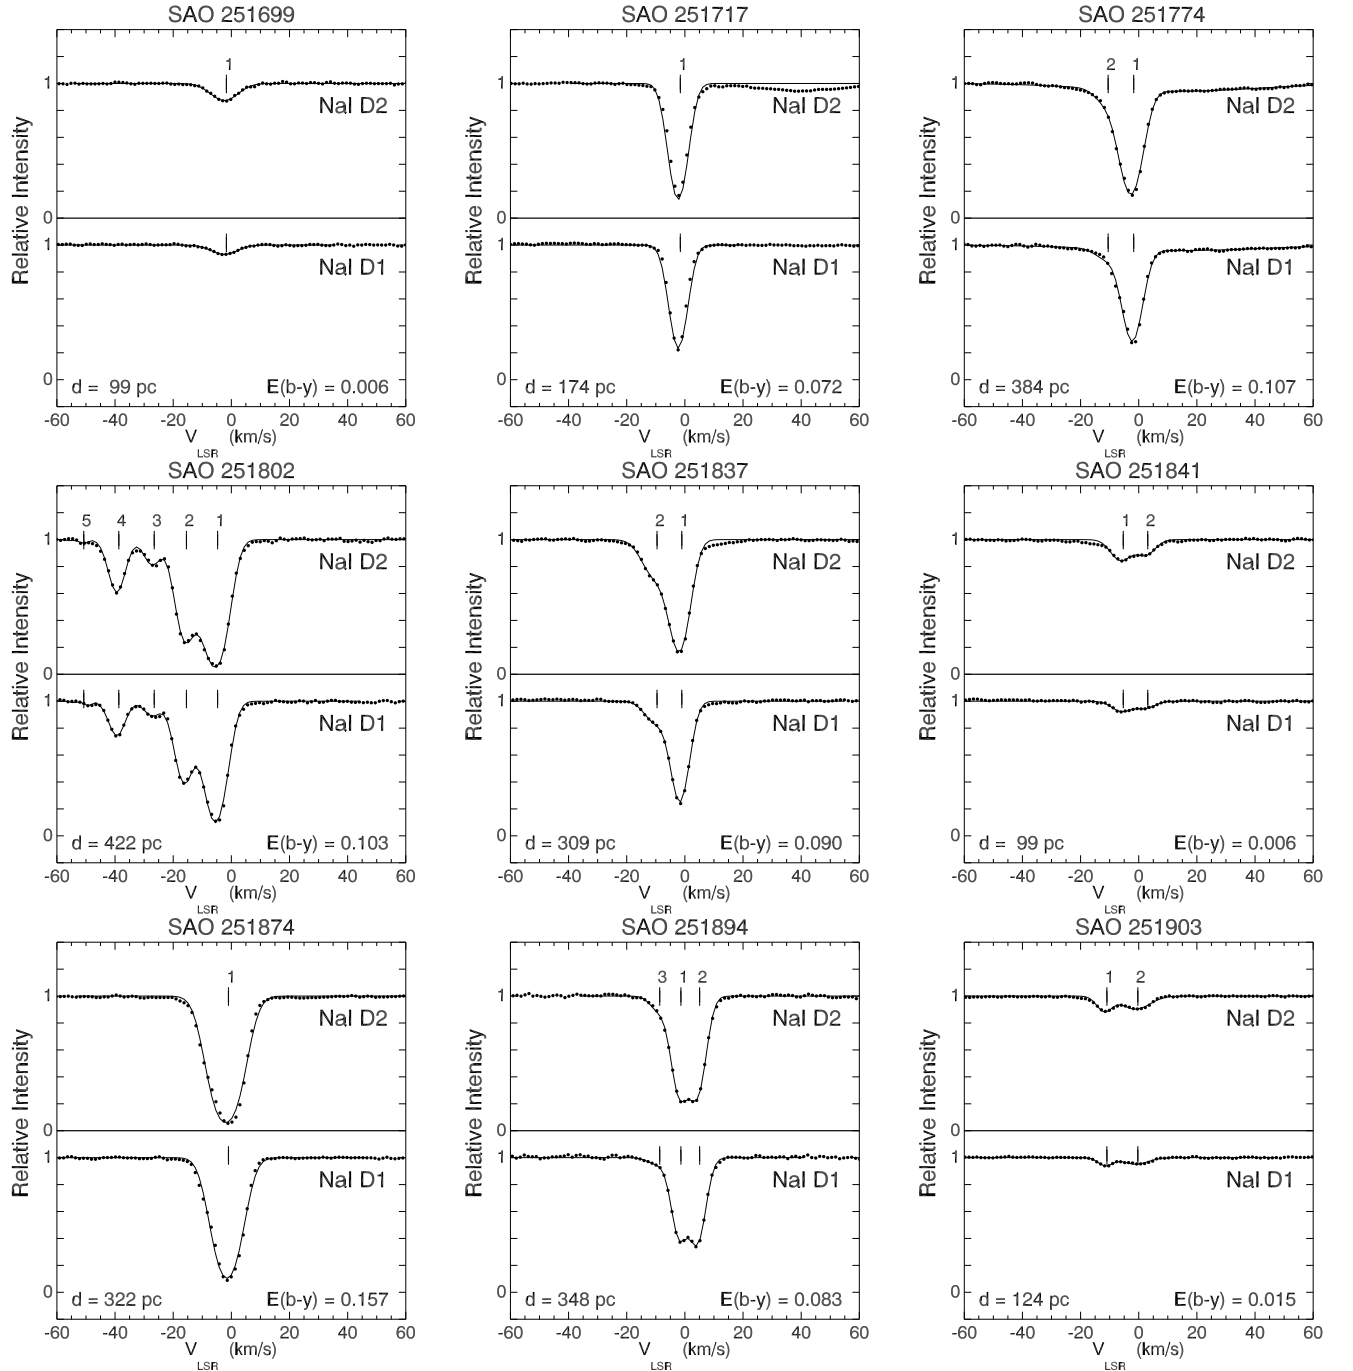 SAO 251699
1
1
NaI D2
0
1
NaI D1
0
d = 99 pc
E(b-y) = 0.006
-60 -40 -20 0 20 40 60
V LSR (km/s)
Relative Intensity
SAO 251717
1
1
NaI D2
0
1
NaI D1
0
d = 174 pc
E(b-y) = 0.072
-60 -40 -20 0 20 40 60
V LSR (km/s)
Relative Intensity
SAO 251774
2 1
1
NaI D2
0
1
NaI D1
0
d = 384 pc
E(b-y) = 0.107
-60 -40 -20 0 20 40 60
V (km/s)
Relative Intensity
SAO 251802
5 4 3 2 1
1
NaI D2
0
1
NaI D1
0
d = 422 pc
E(b-y) = 0.103
-60 -40 -20 0 20 40 60
V LSR (km/s)
Relative Intensity
SAO 251837
2 1
1
NaI D2
0
1
NaI D1
0
d = 309 pc
E(b-y) = 0.090
-60 -40 -20 0 20 40 60
V LSR (km/s)
Relative Intensity
SAO 251841
1 2
1
NaI D2
0
1
NaI D1
0
d = 99 pc
E(b-y) = 0.006
-60 -40 -20 0 20 40 60
V (km/s)
Relative Intensity
SAO 251874
1
1
NaI D2
0
1
NaI D1
0
d = 322 pc
E(b-y) = 0.157
-60 -40 -20 0 20 40 60
V LSR (km/s)
Relative Intensity
SAO 251894
3 1 2
1
NaI D2
0
1
NaI D1
0
d = 348 pc
E(b-y) = 0.083
-60 -40 -20 0 20 40 60
V LSR (km/s)
Relative Intensity
SAO 251903
1 2
1
NaI D2
0
1
NaI D1
0
d = 124 pc
E(b-y) = 0.015
-60 -40 -20 0 20 40 60
V (km/s)
Relative Intensity